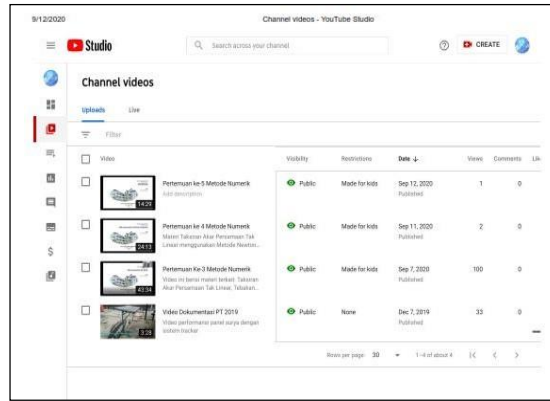 9/12/2020
Channel videos - YouTube Studio
Studio
Search across your channel
CREATE
Channel videos
Uploads
Live
Filter
Video
Visibility
Restrictions
Date ↓
Views
Comments
Lik
Pertemuan ke-5 Metode Numerik
Add description
14:29
Public
Made for kids
Sep 12, 2020
Published
1
0
Pertemuan ke 4 Metode Numerik
Materi Taksiran Akar Persamaan Tak
Linear menggunakan Metode Newton...
24:13
Public
Made for kids
Sep 11, 2020
Published
2
0
Pertemuan Ke-3 Metode Numerik
Video ini berisi materi terkait Taksiran
Akar Persamaan Tak Linear, Tebakan...
43:34
Public
Made for kids
Sep 7, 2020
Published
100
0
Video Dokumentasi PT 2019
Video performansi panel surya dengan
sistem tracker
3:28
Public
None
Dec 7, 2019
Published
33
0
Rows per page: 30
1–4 of about 4